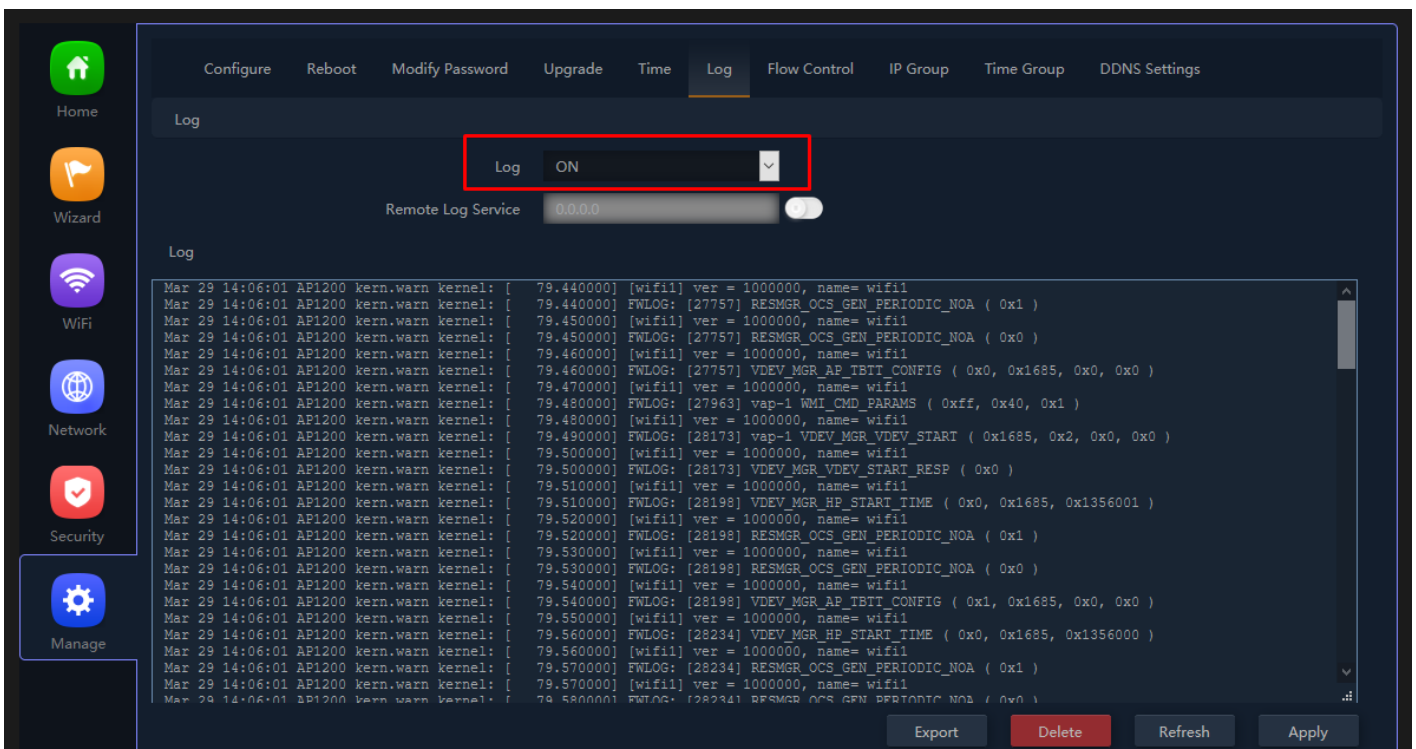 Configure Reboot Modify Password Upgrade Time Log Flow Control IP Group Time Group DDNS Settings
Home
Wizard
WiFi
Network
Security
Manage
Log
Log ON
Remote Log Service 0.0.0.0
Log
Mar 29 14:06:01 AP1200 kern.warn kernel: [ 79.440000] [wifi1] ver = 1000000, name= wifi1
Mar 29 14:06:01 AP1200 kern.warn kernel: [ 79.440000] FWLOG: [27757] RESMGR_OCS_GEN_PERIODIC_NOA ( 0x1 )
Mar 29 14:06:01 AP1200 kern.warn kernel: [ 79.450000] [wifi1] ver = 1000000, name= wifi1
Mar 29 14:06:01 AP1200 kern.warn kernel: [ 79.450000] FWLOG: [27757] RESMGR_OCS_GEN_PERIODIC_NOA ( 0x0 )
Mar 29 14:06:01 AP1200 kern.warn kernel: [ 79.460000] [wifi1] ver = 1000000, name= wifi1
Mar 29 14:06:01 AP1200 kern.warn kernel: [ 79.460000] FWLOG: [27757] VDEV_MGR_AP_TBTT_CONFIG ( 0x0, 0x1685, 0x0, 0x0 )
Mar 29 14:06:01 AP1200 kern.warn kernel: [ 79.470000] [wifi1] ver = 1000000, name= wifi1
Mar 29 14:06:01 AP1200 kern.warn kernel: [ 79.480000] FWLOG: [27963] vap-1 WMI_CMD_PARAMS ( 0xff, 0x40, 0x1 )
Mar 29 14:06:01 AP1200 kern.warn kernel: [ 79.480000] [wifi1] ver = 1000000, name= wifi1
Mar 29 14:06:01 AP1200 kern.warn kernel: [ 79.490000] FWLOG: [28173] vap-1 VDEV_MGR_VDEV_START ( 0x1685, 0x2, 0x0, 0x0 )
Mar 29 14:06:01 AP1200 kern.warn kernel: [ 79.500000] [wifi1] ver = 1000000, name= wifi1
Mar 29 14:06:01 AP1200 kern.warn kernel: [ 79.500000] FWLOG: [28173] VDEV_MGR_VDEV_START_RESP ( 0x0 )
Mar 29 14:06:01 AP1200 kern.warn kernel: [ 79.510000] [wifi1] ver = 1000000, name= wifi1
Mar 29 14:06:01 AP1200 kern.warn kernel: [ 79.510000] FWLOG: [28198] VDEV_MGR_HP_START_TIME ( 0x0, 0x1685, 0x1356001 )
Mar 29 14:06:01 AP1200 kern.warn kernel: [ 79.520000] [wifi1] ver = 1000000, name= wifi1
Mar 29 14:06:01 AP1200 kern.warn kernel: [ 79.520000] FWLOG: [28198] RESMGR_OCS_GEN_PERIODIC_NOA ( 0x1 )
Mar 29 14:06:01 AP1200 kern.warn kernel: [ 79.530000] [wifi1] ver = 1000000, name= wifi1
Mar 29 14:06:01 AP1200 kern.warn kernel: [ 79.530000] FWLOG: [28198] RESMGR_OCS_GEN_PERIODIC_NOA ( 0x0 )
Mar 29 14:06:01 AP1200 kern.warn kernel: [ 79.540000] [wifi1] ver = 1000000, name= wifi1
Mar 29 14:06:01 AP1200 kern.warn kernel: [ 79.540000] FWLOG: [28198] VDEV_MGR_AP_TBTT_CONFIG ( 0x1, 0x1685, 0x0, 0x0 )
Mar 29 14:06:01 AP1200 kern.warn kernel: [ 79.550000] [wifi1] ver = 1000000, name= wifi1
Mar 29 14:06:01 AP1200 kern.warn kernel: [ 79.560000] FWLOG: [28234] VDEV_MGR_HP_START_TIME ( 0x0, 0x1685, 0x1356000 )
Mar 29 14:06:01 AP1200 kern.warn kernel: [ 79.560000] [wifi1] ver = 1000000, name= wifi1
Mar 29 14:06:01 AP1200 kern.warn kernel: [ 79.570000] FWLOG: [28234] RESMGR_OCS_GEN_PERIODIC_NOA ( 0x1 )
Mar 29 14:06:01 AP1200 kern.warn kernel: [ 79.570000] [wifi1] ver = 1000000, name= wifi1
Mar 29 14:06:01 AP1200 kern.warn kernel: [ 79.580000] FWLOG: [28234] RESMGR_OCS_GEN_PERIODIC_NOA ( 0x0 )
Export Delete Refresh Apply